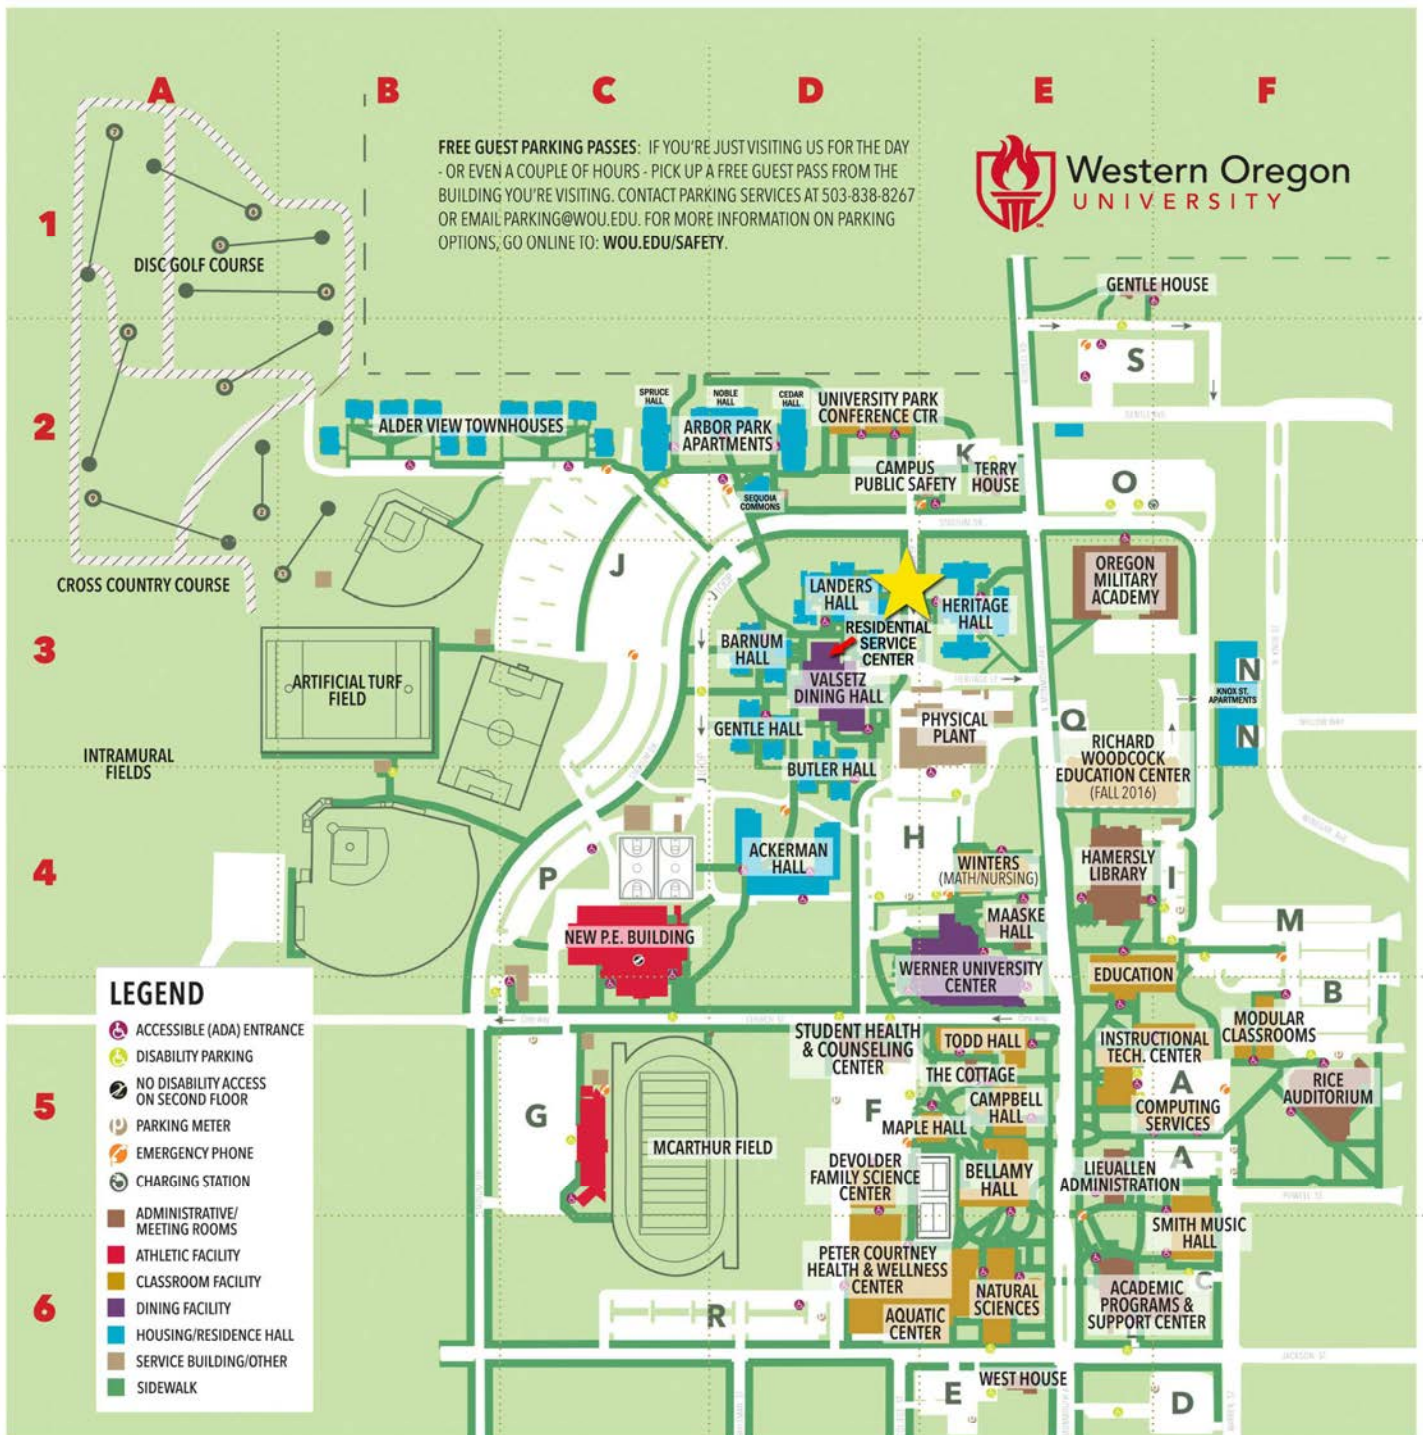 A
B
C
D
E
F
FREE GUEST PARKING PASSES: IF YOU'RE JUST VISITING US FOR THE DAY
- OR EVEN A COUPLE OF HOURS - PICK UP A FREE GUEST PASS FROM THE
BUILDING YOU'RE VISITING. CONTACT PARKING SERVICES AT 503-838-8267
OR EMAIL PARKING@WOU.EDU. FOR MORE INFORMATION ON PARKING
OPTIONS, GO ONLINE TO: WOU.EDU/SAFETY.
Western Oregon
UNIVERSITY
1
DISC GOLF COURSE
GENTLE HOUSE
S
2
SPRUCE
HALL
NOBLE
HALL
CEDAR
HALL
UNIVERSITY PARK
CONFERENCE CTR
ALDER VIEW TOWNHOUSES
ARBOR PARK
APARTMENTS
K
CAMPUS
PUBLIC SAFETY
TERRY
HOUSE
O
SEQUOIA
COMMONS
CROSS COUNTRY COURSE
J
LANDERS
HALL
HERITAGE
HALL
OREGON
MILITARY
ACADEMY
3
BARNUM
HALL
RESIDENTIAL
SERVICE
CENTER
ARTIFICIAL TURF
FIELD
VALSETZ
DINING HALL
N
KNOX ST.
APARTMENTS
N
GENTLE HALL
PHYSICAL
PLANT
Q
RICHARD
WOODCOCK
EDUCATION CENTER
(FALL 2016)
INTRAMURAL
FIELDS
BUTLER HALL
J LOOP
J LOOP
4
P
ACKERMAN
HALL
H
WINTERS
(MATH/NURSING)
HAMERSLY
LIBRARY
I
MAASKE
HALL
M
NEW P.E. BUILDING
WERNER UNIVERSITY
CENTER
EDUCATION
B
LEGEND
ACCESSIBLE (ADA) ENTRANCE
DISABILITY PARKING
NO DISABILITY ACCESS
ON SECOND FLOOR
PARKING METER
EMERGENCY PHONE
CHARGING STATION
ADMINISTRATIVE/
MEETING ROOMS
ATHLETIC FACILITY
CLASSROOM FACILITY
DINING FACILITY
HOUSING/RESIDENCE HALL
SERVICE BUILDING/OTHER
SIDEWALK
STUDENT HEALTH
& COUNSELING
CENTER
TODD HALL
INSTRUCTIONAL
TECH. CENTER
MODULAR
CLASSROOMS
5
G
THE COTTAGE
A
RICE
AUDITORIUM
F
CAMPBELL
HALL
COMPUTING
SERVICES
MAPLE HALL
MCARTHUR FIELD
DEVOLDER
FAMILY SCIENCE
CENTER
BELLAMY
HALL
A
LIEUALLEN
ADMINISTRATION
SMITH MUSIC
HALL
PETER COURTNEY
HEALTH & WELLNESS
CENTER
C
6
R
AQUATIC
CENTER
NATURAL
SCIENCES
ACADEMIC
PROGRAMS &
SUPPORT CENTER
JACKSON ST
E
WEST HOUSE
D